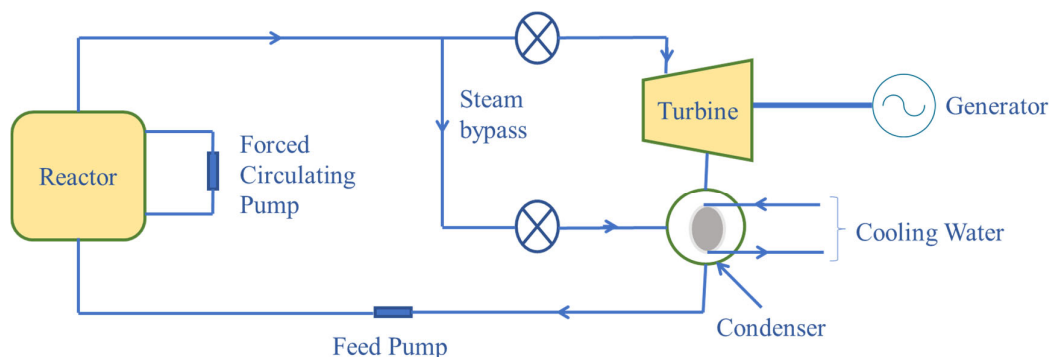 Steam
bypass
Turbine
Generator
Reactor
Forced
Circulating
Pump
Cooling Water
Condenser
Feed Pump